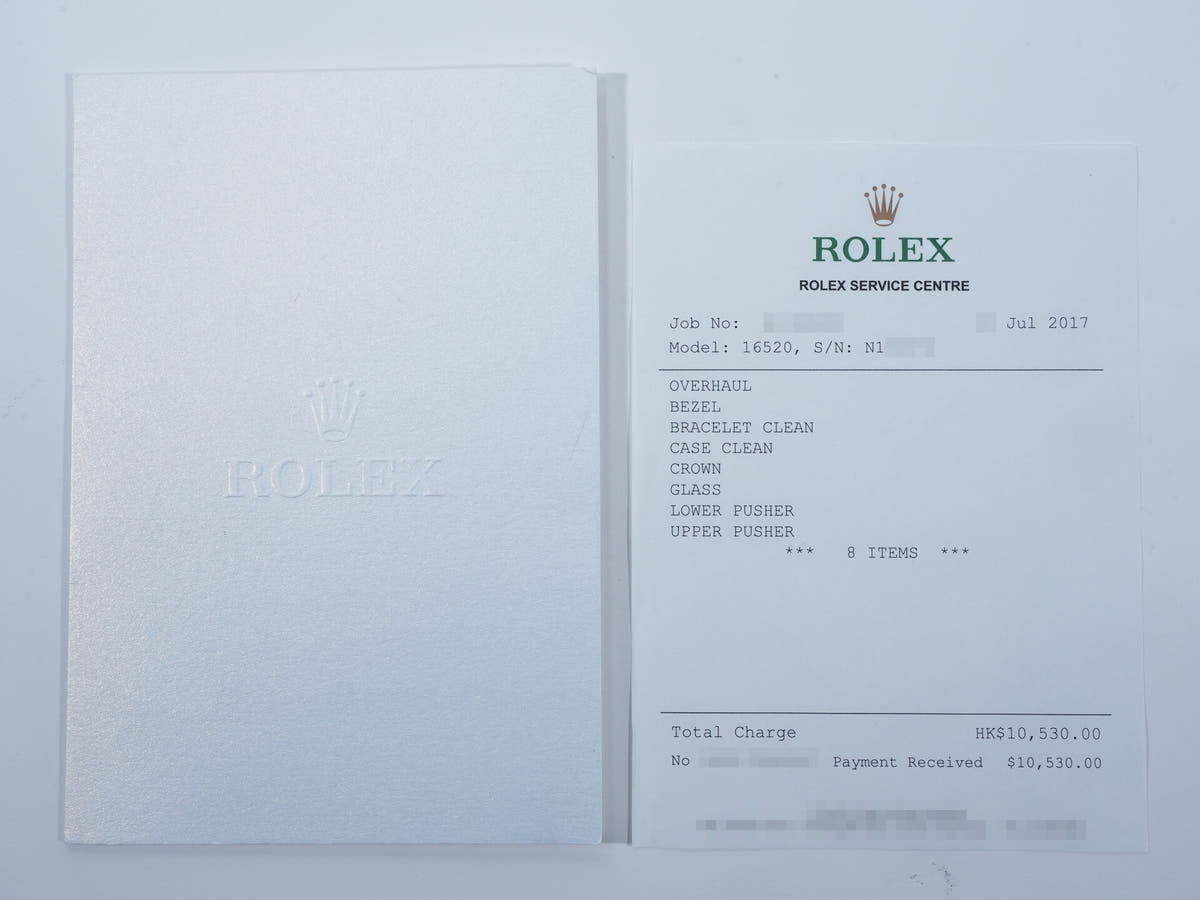 ROLEX
ROLEX
ROLEX SERVICE CENTRE
Job No: Jul 2017
Model: 16520, S/N: N1
OVERHAUL
BEZEL
BRACELET CLEAN
CASE CLEAN
CROWN
GLASS
LOWER PUSHER
UPPER PUSHER
*** 8 ITEMS ***
Total Charge HK$10,530.00
No Payment Received $10,530.00